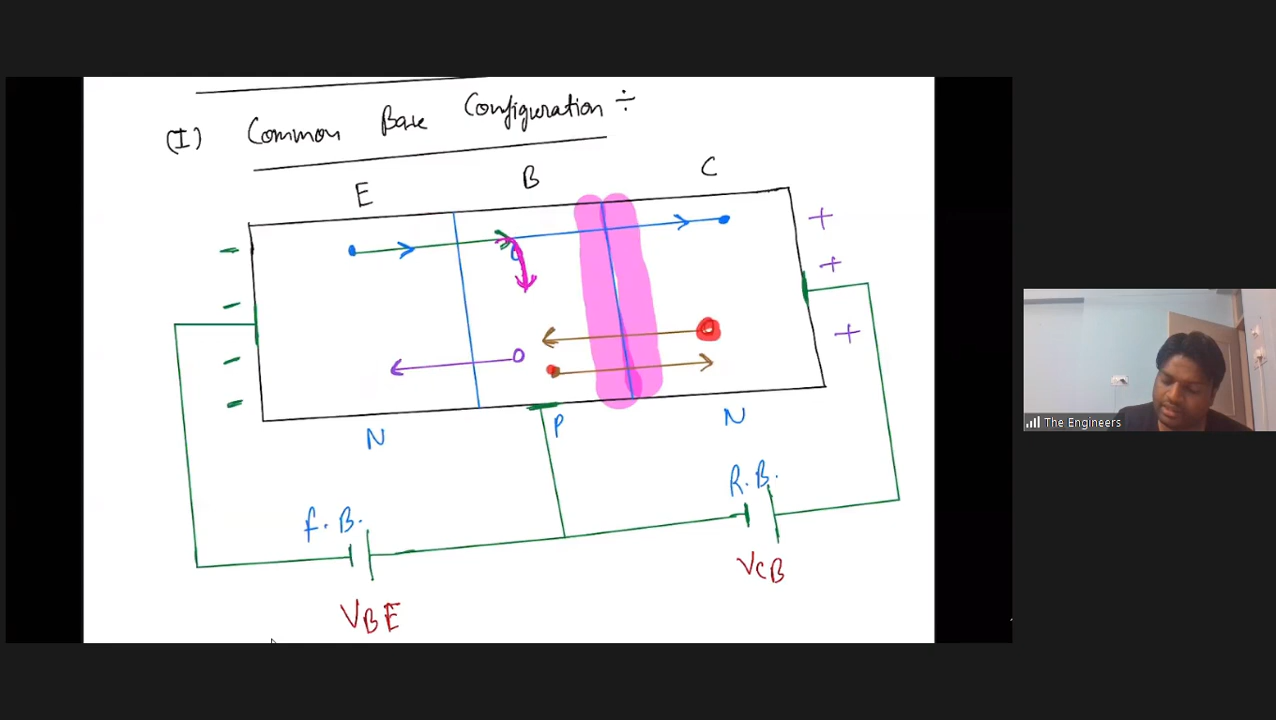 (I) Common Base Configuration ÷
E B C
- + 
- +
- +
-
N P N
F.B. R.B.
VBE VCB
The Engineers